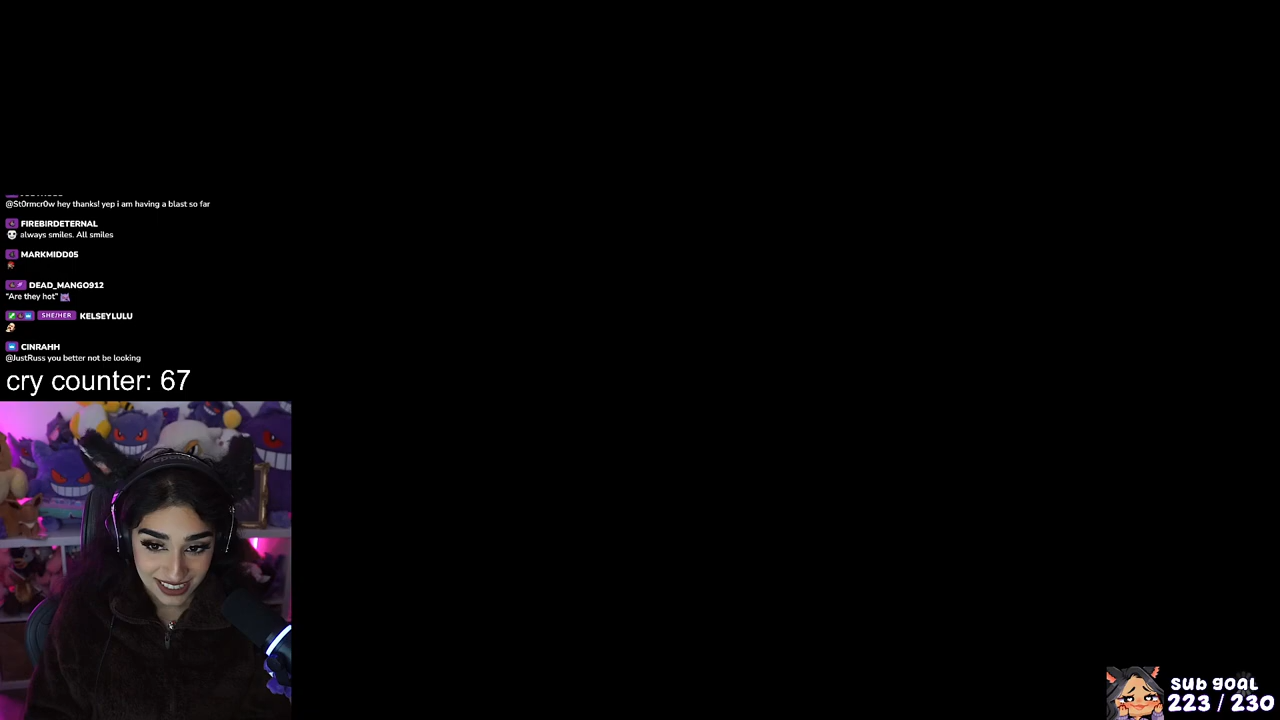 @St0rmcr0w hey thanks! yep i am having a blast so far
FIREBIRDETERNAL
always smiles. All smiles
MARKMIDD05
DEAD_MANGO912
"Are they hot"
SHE/HER KELSEYLULU
CINRAHH
@JustRuss you better not be looking
cry counter: 67
sub goal
223 / 230